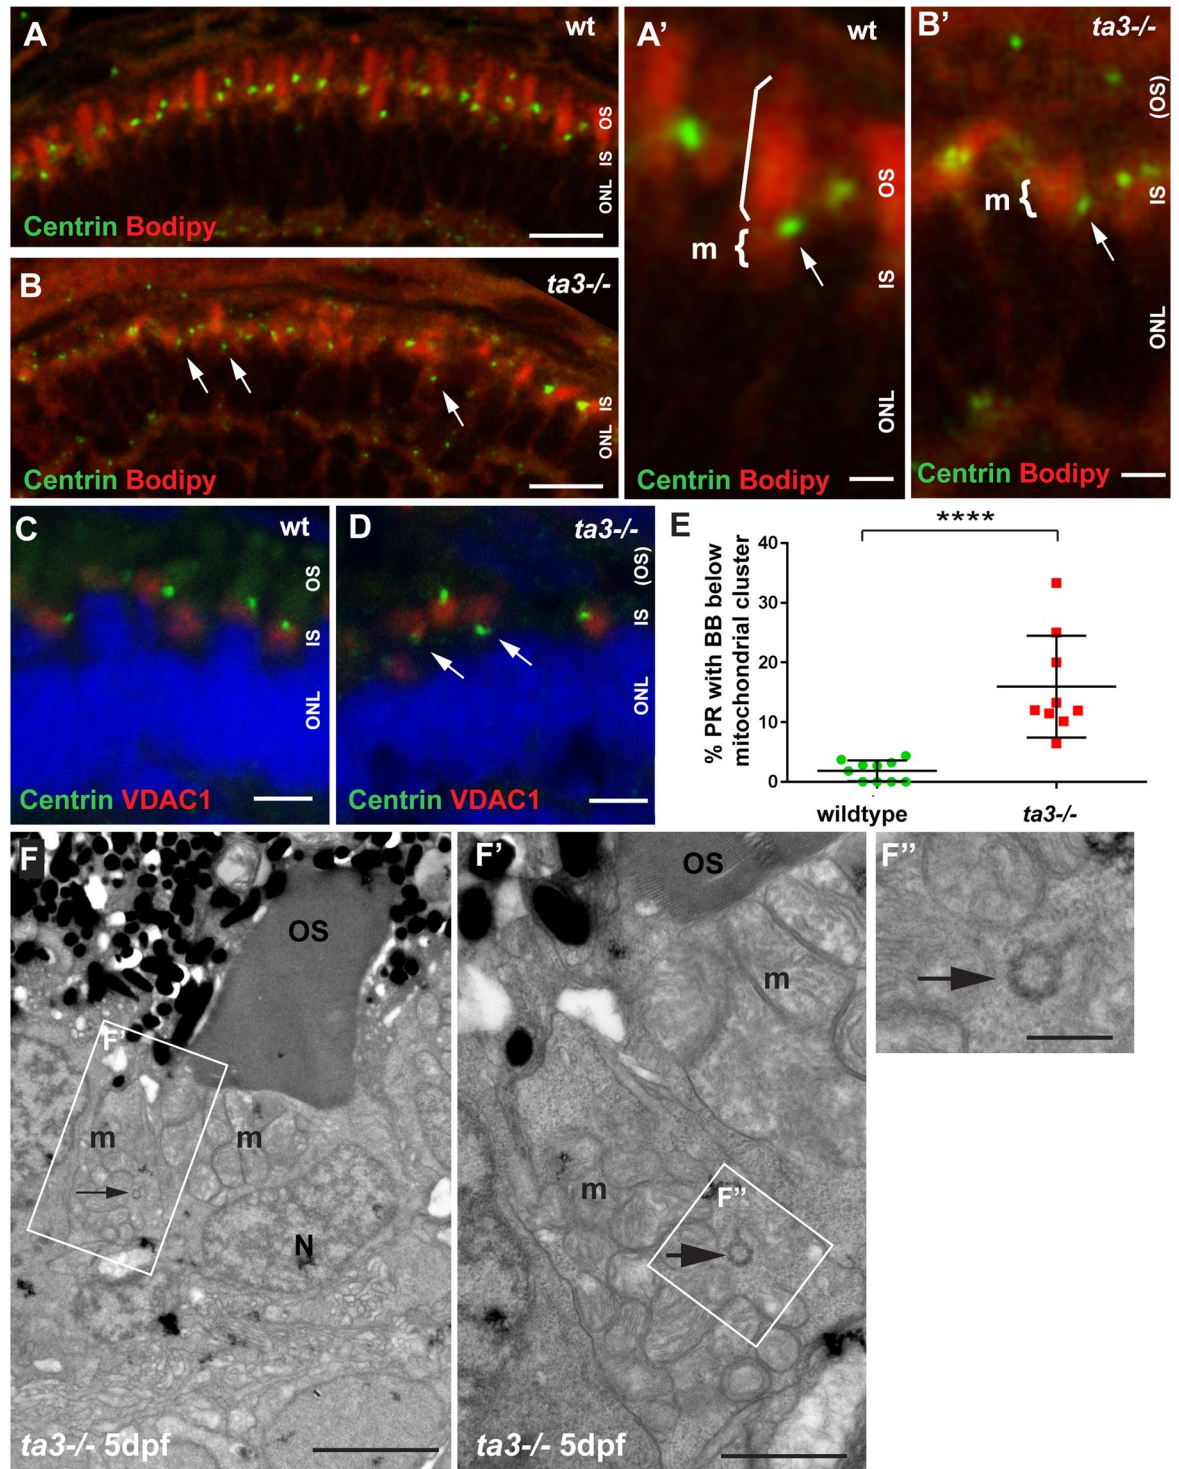 A
wt
OS
IS
ONL
Centrin Bodipy
B
ta3-/-
IS
ONL
Centrin Bodipy
A'
wt
OS
m {
IS
ONL
Centrin Bodipy
B'
ta3-/-
(OS)
m {
IS
ONL
Centrin Bodipy
C
wt
OS
IS
ONL
Centrin VDAC1
D
ta3-/-
(OS)
IS
ONL
Centrin VDAC1
E
****
% PR with BB below
mitochondrial cluster
40
30
20
10
0
wildtype
ta3-/-
F
OS
F'
m
m
N
ta3-/- 5dpf
F'
OS
m
m
F''
ta3-/- 5dpf
F''